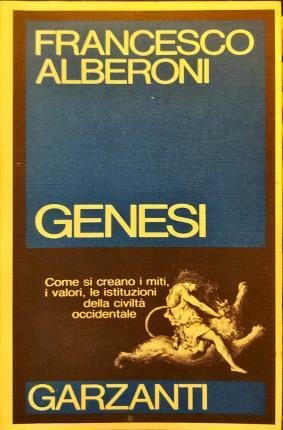 FRANCESCO
ALBERONI
GENESI
Come si creano i miti,
i valori, le istituzioni
della civiltà
occidentale
GARZANTI